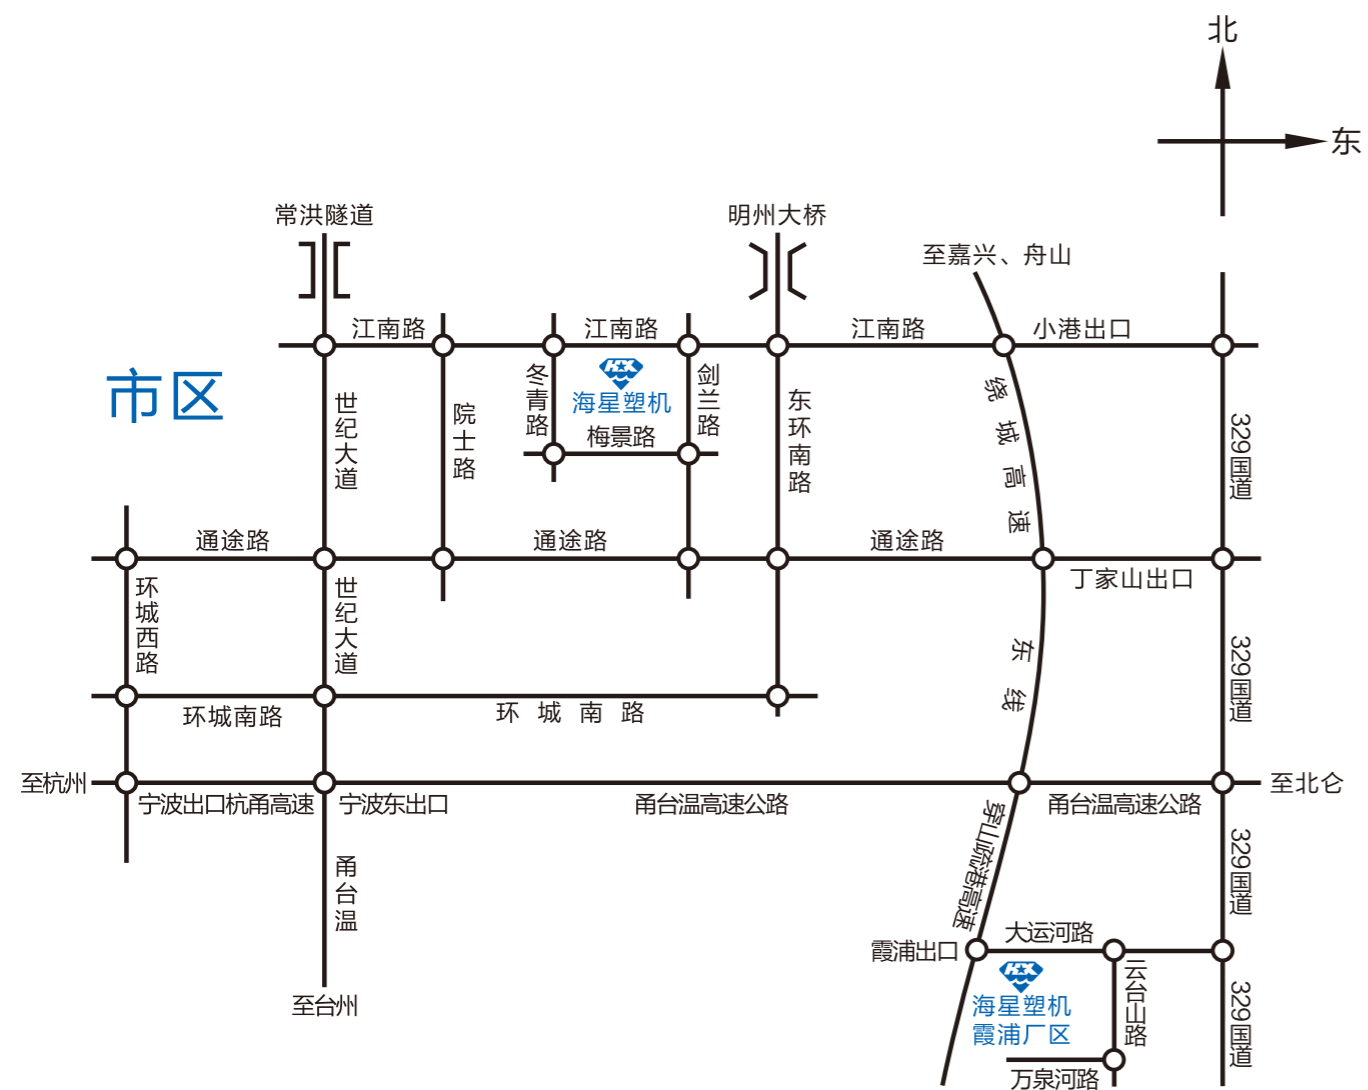 北
东
常洪隧道
明州大桥
至嘉兴、舟山
江南路
江南路
江南路
小港出口
市区
世纪大道
院士路
冬青路
HXX
海星塑机
梅景路
剑兰路
东环南路
绕城高速
329国道
通途路
通途路
通途路
丁家山出口
环城西路
世纪大道
东线
329国道
环城南路
环城南路
至杭州
宁波出口杭甬高速
宁波东出口
甬台温高速公路
甬台温高速公路
至北仑
甬台温
穿山疏港高速
329国道
至台州
霞浦出口
大运河路
HXX
海星塑机
霞浦厂区
云台山路
329国道
万泉河路